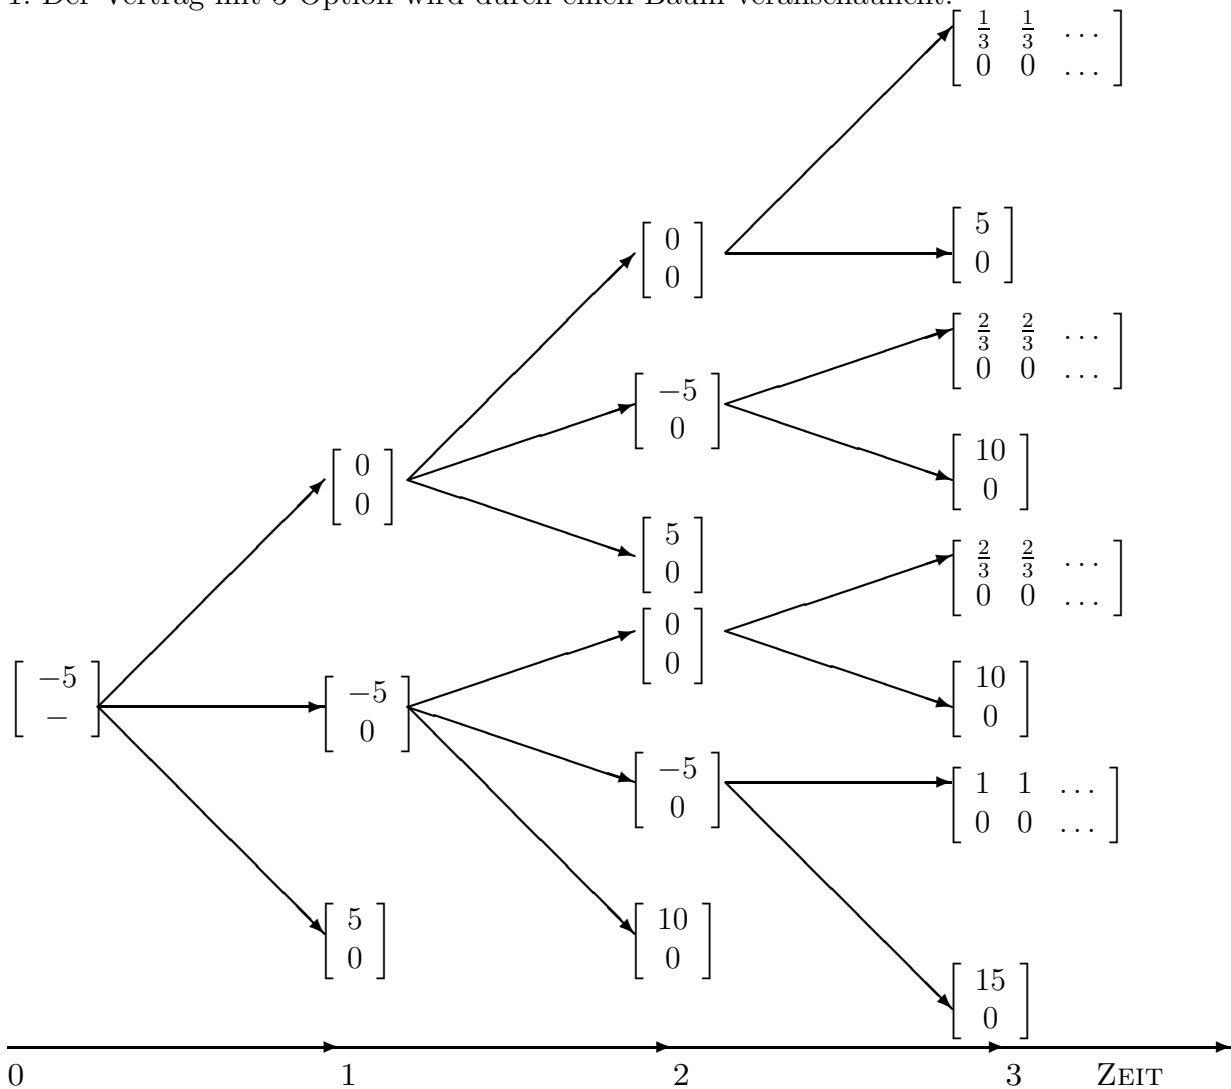 1. Der Vertrag mit 3 Option wird durch einen Baum veranschaulicht:
[ 1/3 1/3 ...
0 0 ... ]
[ 5
0 ]
[ 0
0 ]
[ 2/3 2/3 ...
0 0 ... ]
[ −5
0 ]
[ 10
0 ]
[ 0
0 ]
[ 5
0 ]
[ 2/3 2/3 ...
0 0 ... ]
[ 0
0 ]
[ −5
− ]
[ −5
0 ]
[ 10
0 ]
[ −5
0 ]
[ 1 1 ...
0 0 ... ]
[ 5
0 ]
[ 10
0 ]
[ 15
0 ]
0 1 2 3 ZEIT